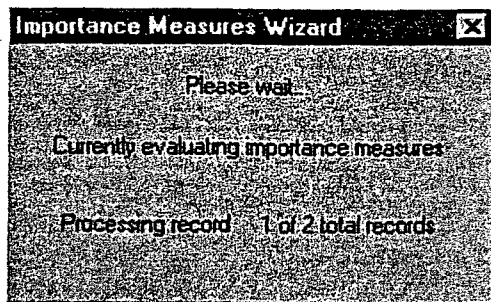 Importance Measures Wizard
Please wait...
Currently evaluating importance measures
Processing record 1 of 2 total records